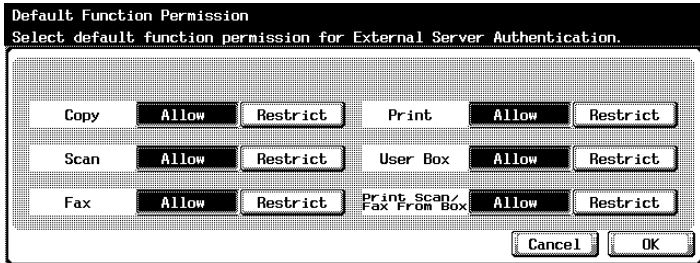 Default Function Permission
Select default function permission for External Server Authentication.
Copy Allow Restrict Print Allow Restrict
Scan Allow Restrict User Box Allow Restrict
Fax Allow Restrict Print Scan/
Fax From Box Allow Restrict
Cancel OK